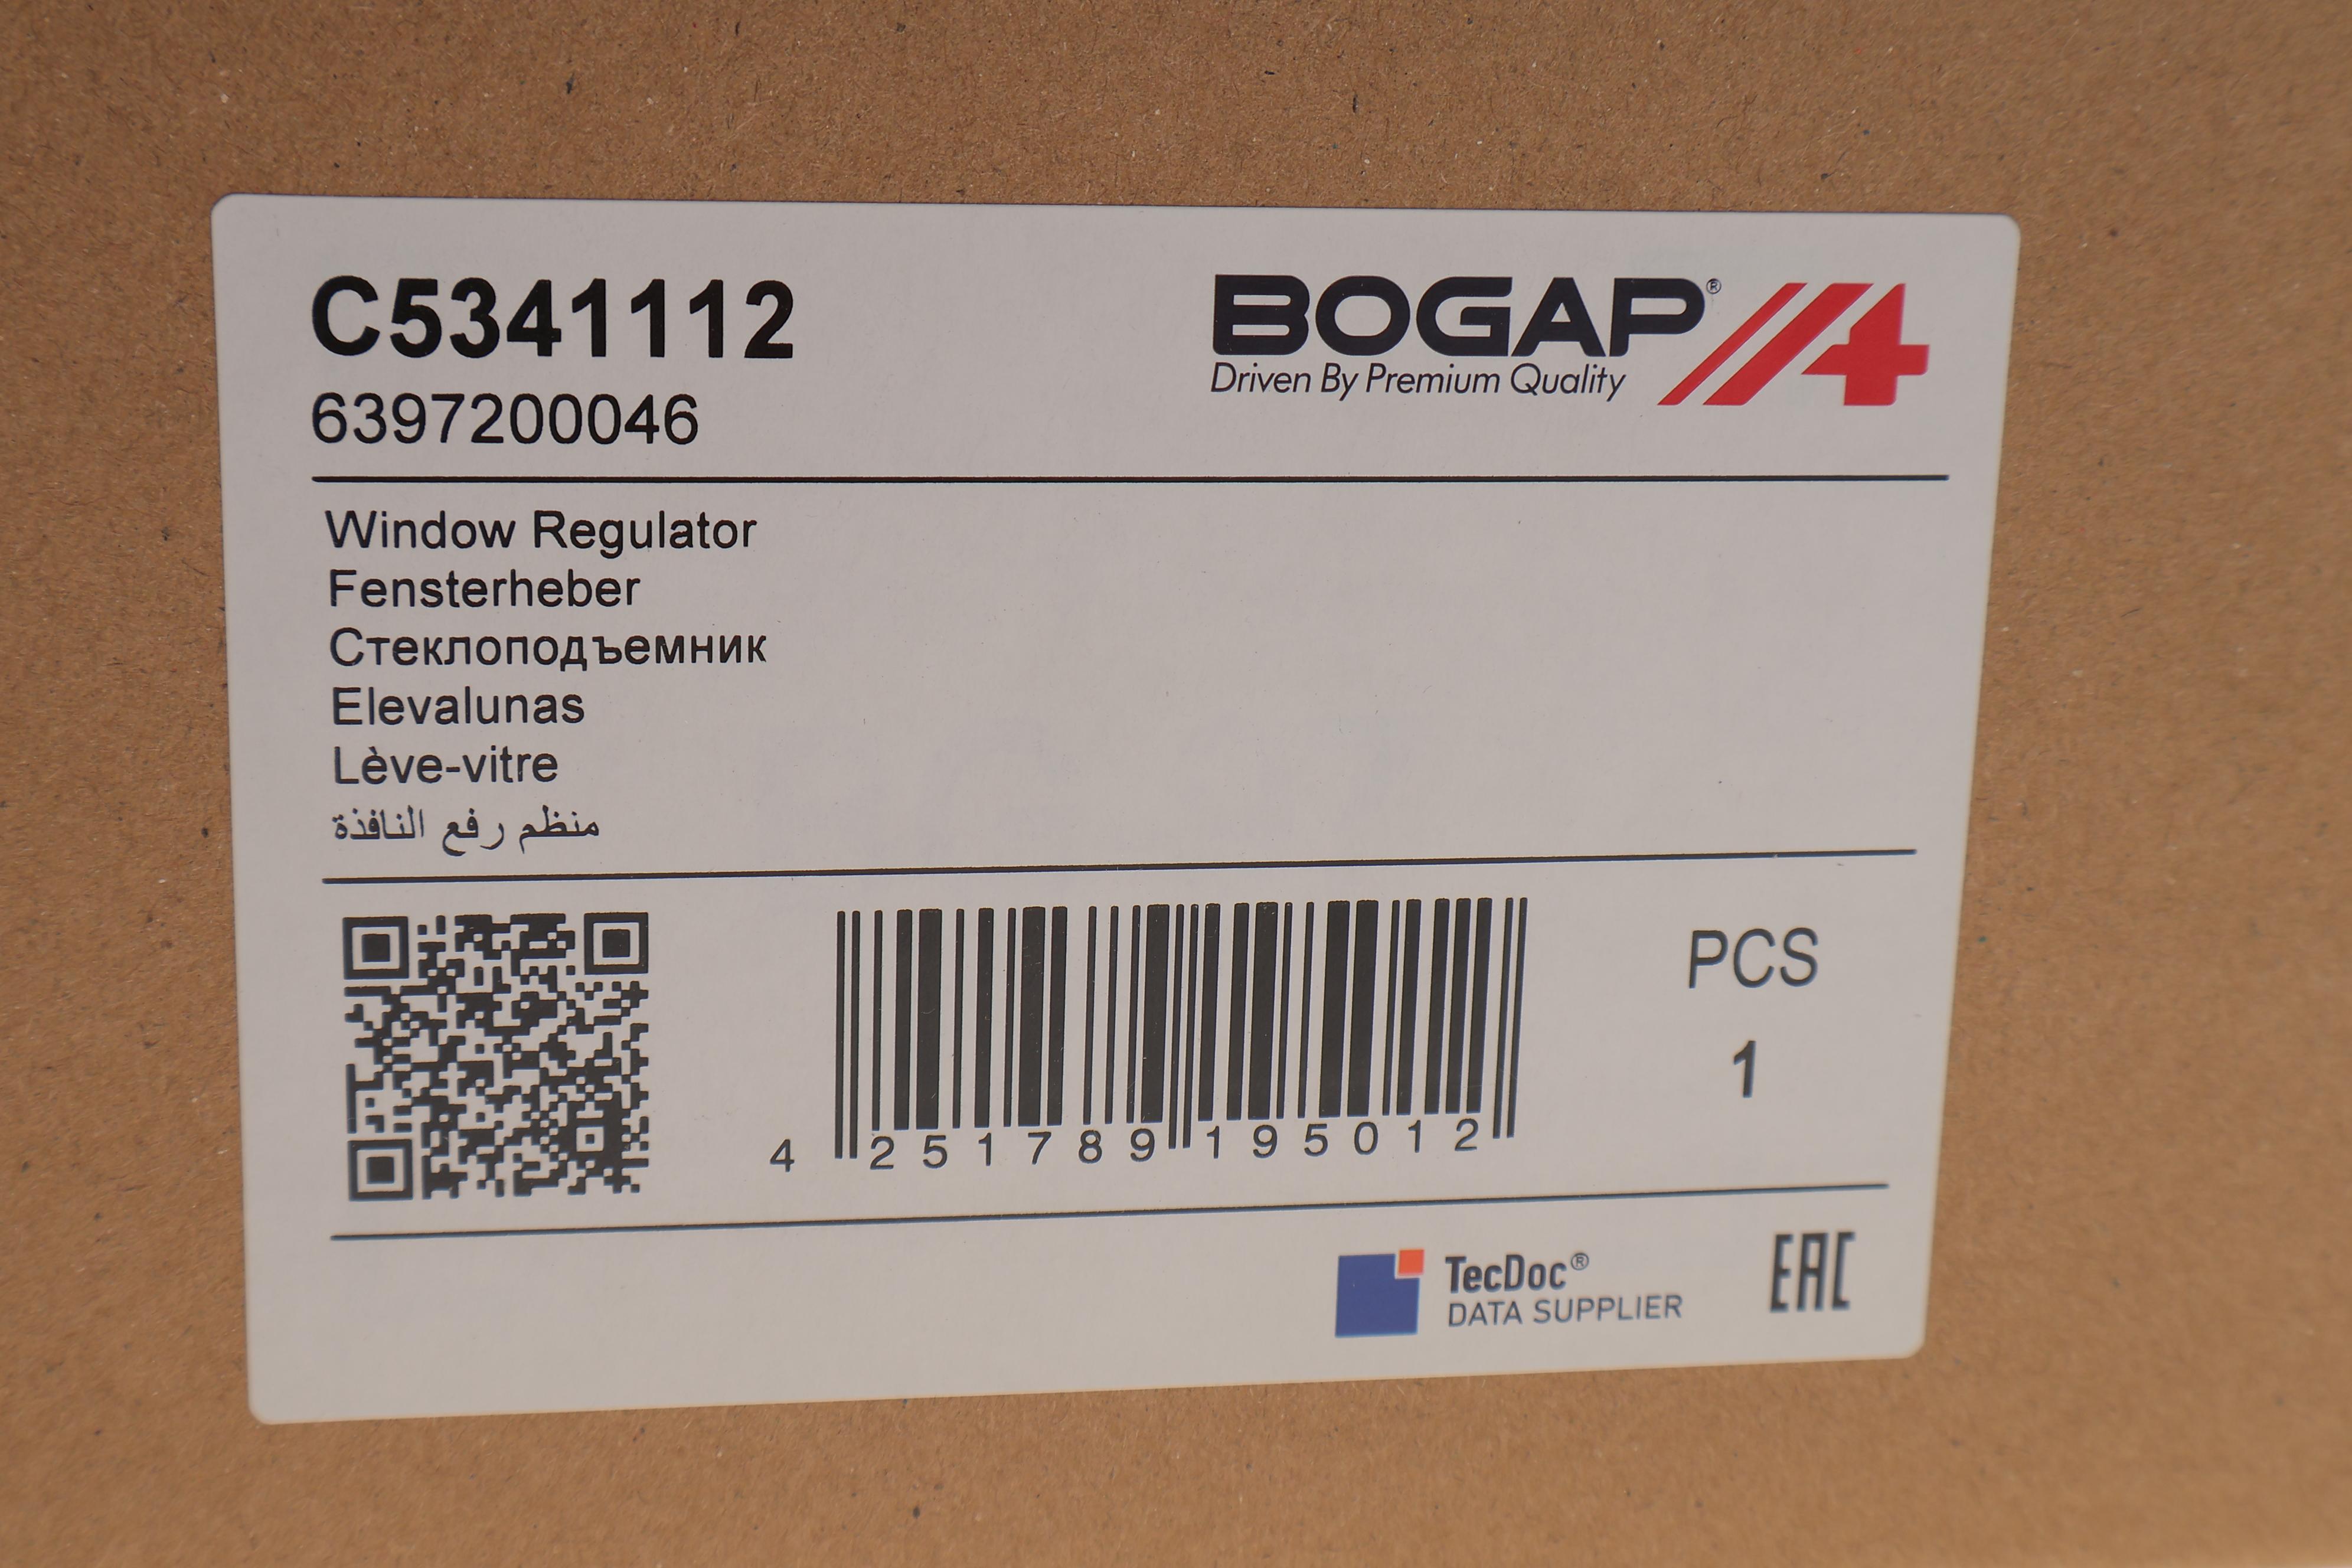 C5341112
6397200046
BOGAP®
Driven By Premium Quality
Window Regulator
Fensterheber
Стеклоподъемник
Elevalunas
Lève-vitre
منظم رفع النافذة
4 251789 195012
PCS
1
TecDoc®
DATA SUPPLIER
EAC